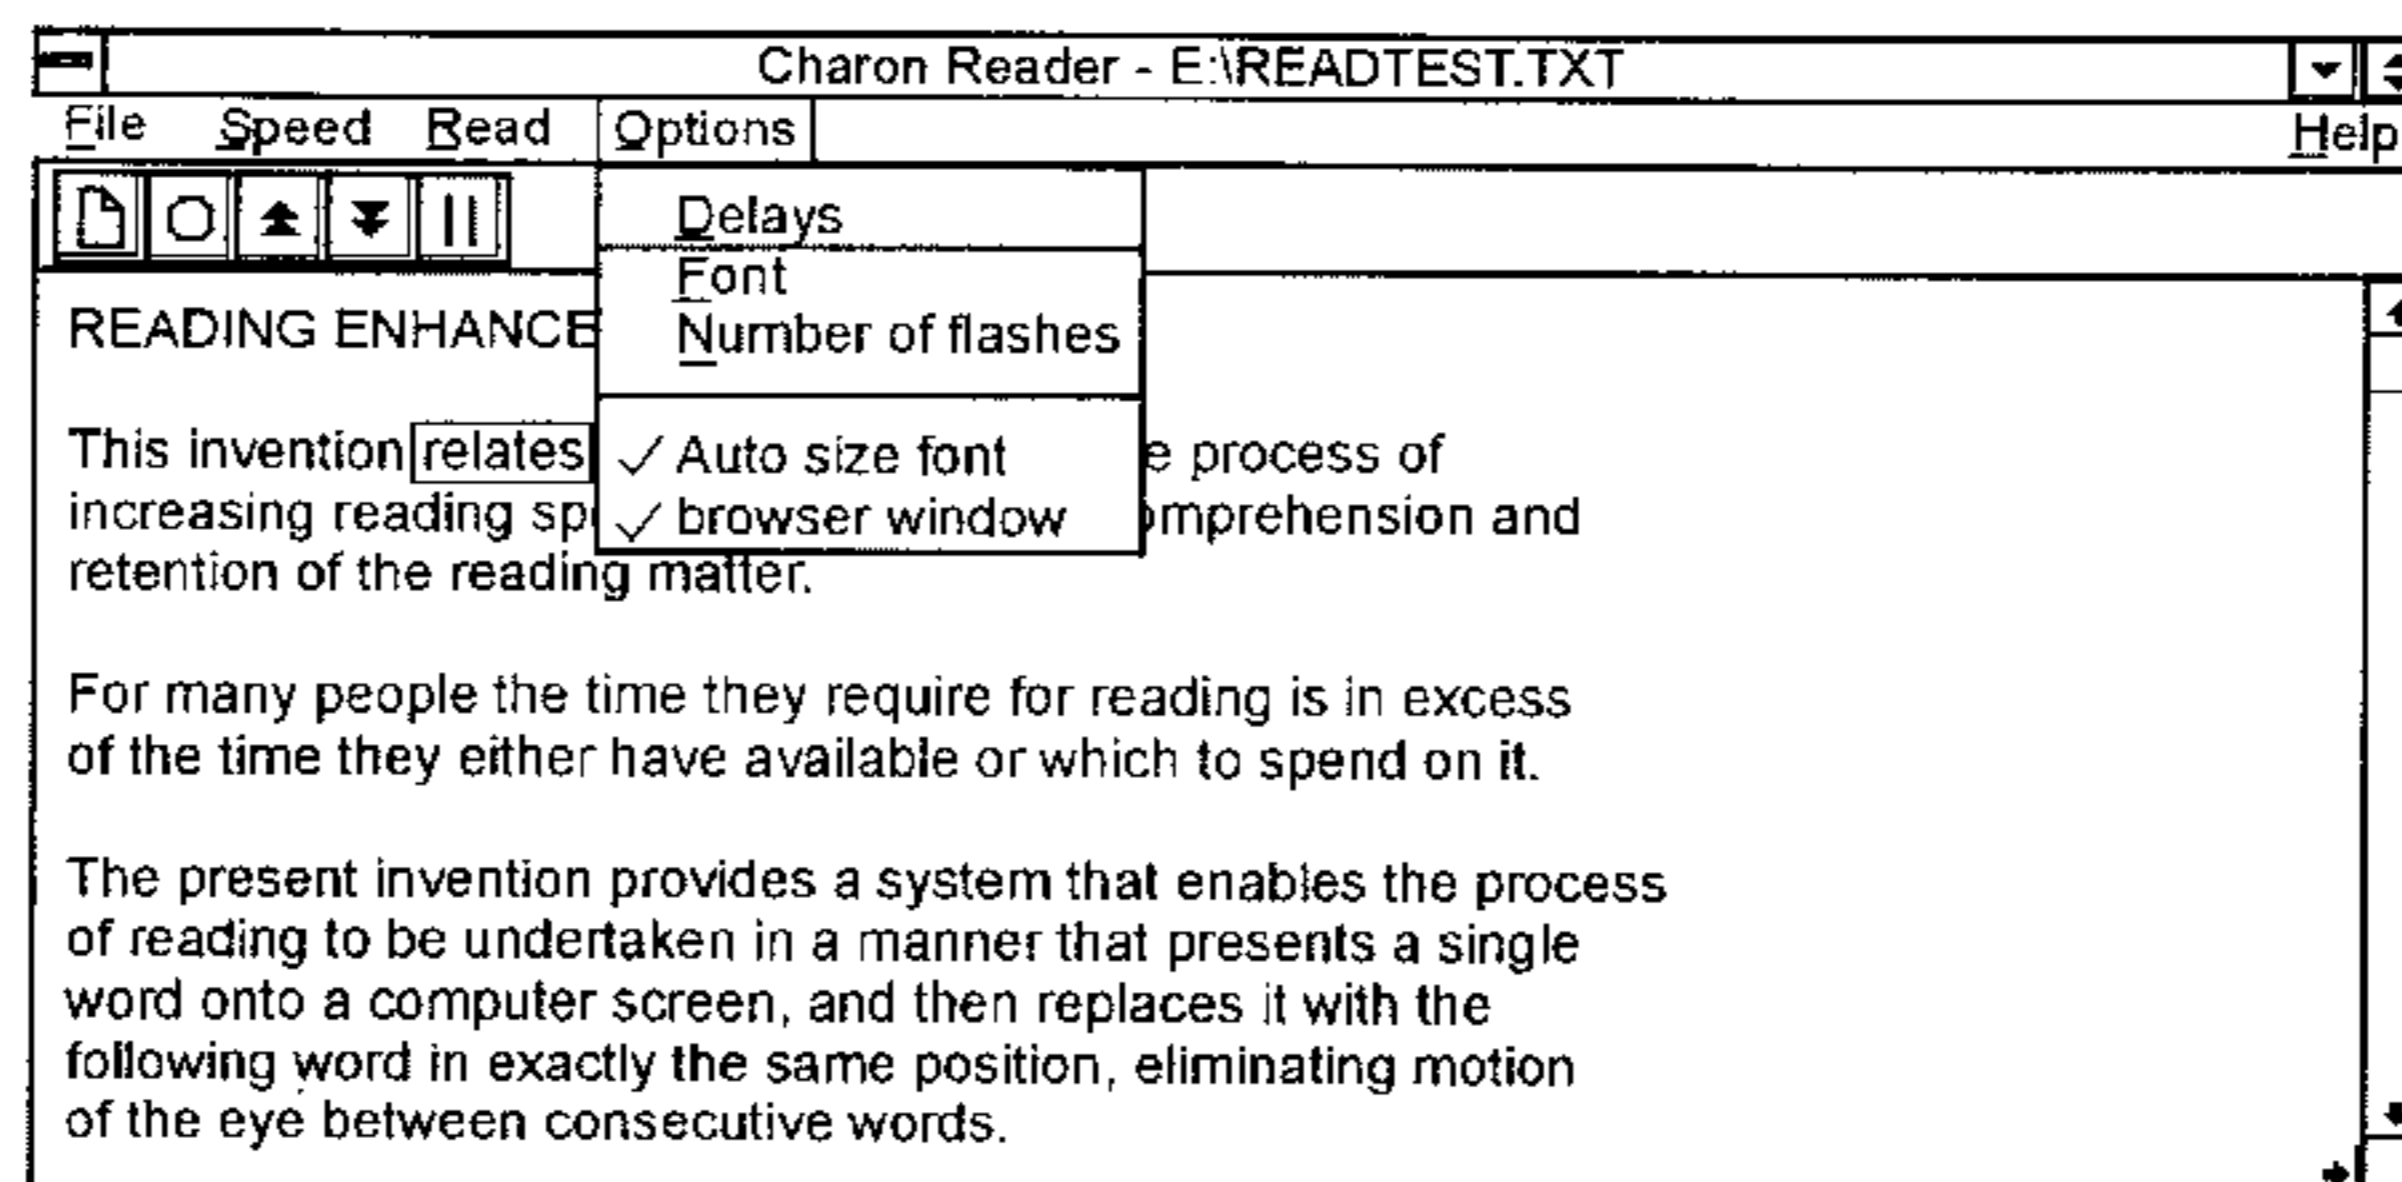 Charon Reader - E:\READTEST.TXT
File Speed Read Options Help
Delays
Font
Number of flashes
Auto size font
browser window
READING ENHANCE
This invention relates e process of
increasing reading sp omprehension and
retention of the reading matter.
For many people the time they require for reading is in excess
of the time they either have available or which to spend on it.
The present invention provides a system that enables the process
of reading to be undertaken in a manner that presents a single
word onto a computer screen, and then replaces it with the
following word in exactly the same position, eliminating motion
of the eye between consecutive words.